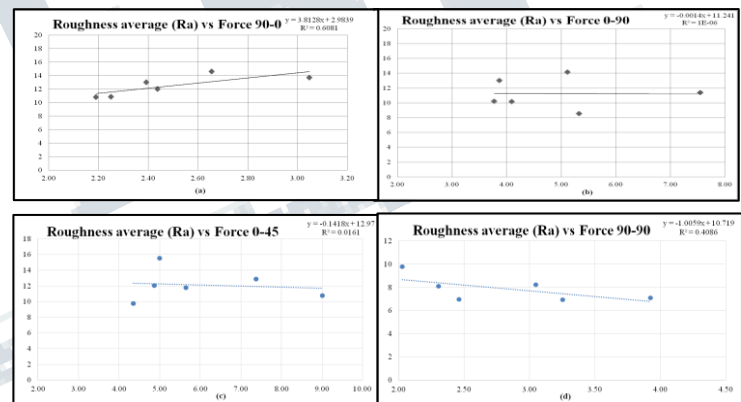 Roughness average (Ra) vs Force 90-0
y = 3.8128x + 2.9839
R² = 0.6081
20
18
16
14
12
10
8
6
4
2
0
2.00 2.20 2.40 2.60 2.80 3.00 3.20
(a)
Roughness average (Ra) vs Force 0-90
y = -0.0014x + 11.241
R² = 1E-06
20
18
16
14
12
10
8
6
4
2
0
2.00 3.00 4.00 5.00 6.00 7.00 8.00
(b)
Roughness average (Ra) vs Force 0-45
y = -0.1418x + 12.97
R² = 0.0161
18
16
14
12
10
8
6
4
2
0
2.00 3.00 4.00 5.00 6.00 7.00 8.00 9.00 10.00
(c)
Roughness average (Ra) vs Force 90-90
y = -1.0059x + 10.719
R² = 0.4086
12
10
8
6
4
2
0
2.00 2.50 3.00 3.50 4.00 4.50
(d)